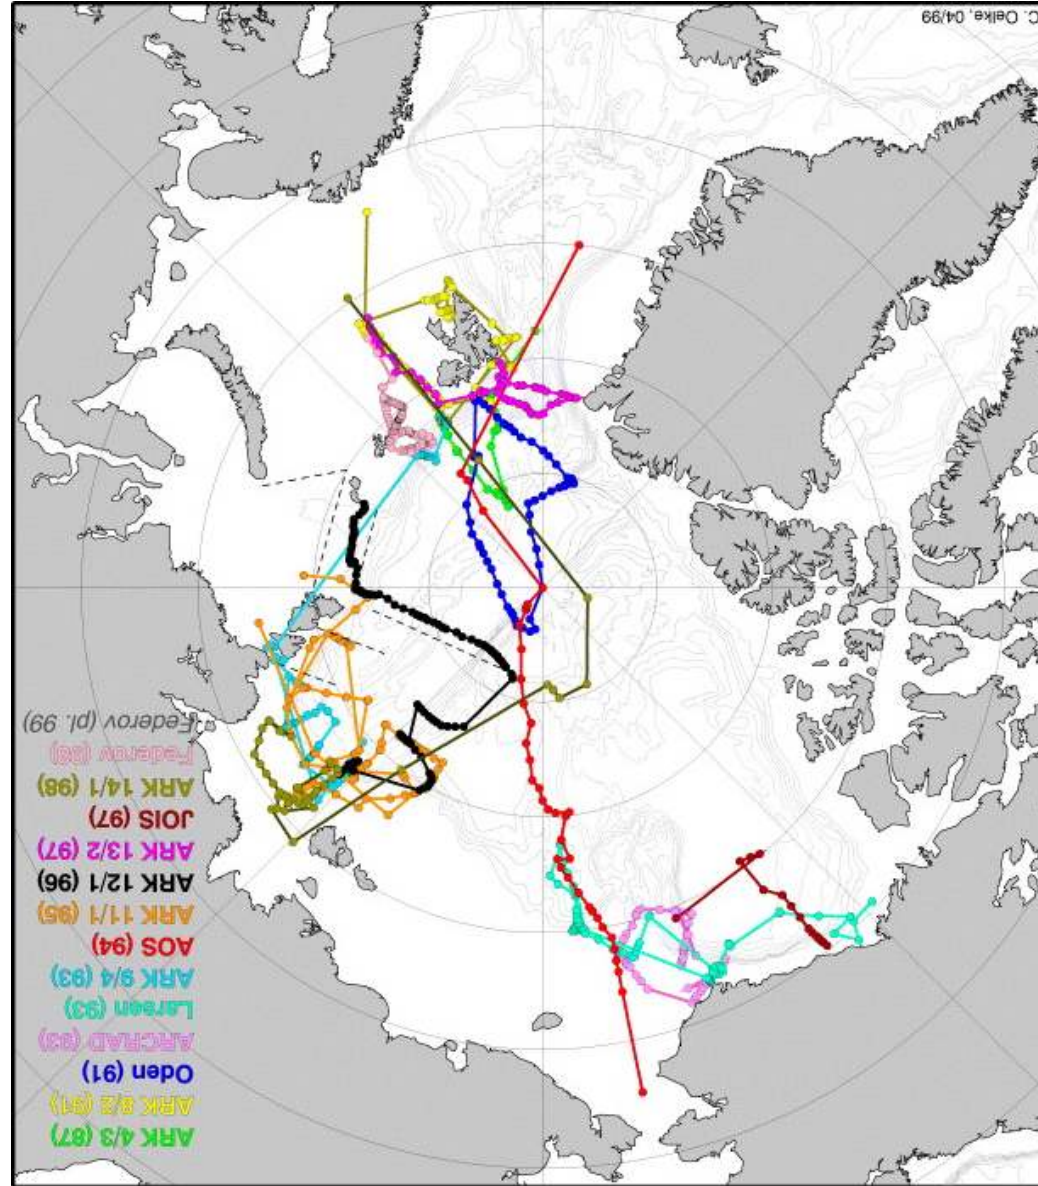 ARK 4/3 (87)
ARK 8/2 (91)
Oden (91)
ARCRAD (93)
Larsen (93)
ARK 9/4 (93)
AOS (94)
ARK 11/1 (95)
ARK 12/1 (96)
ARK 13/2 (97)
JOIS (97)
ARK 14/1 (98)
Federov (98)
Federov (pl. 99)
C. Oelke, 04/99